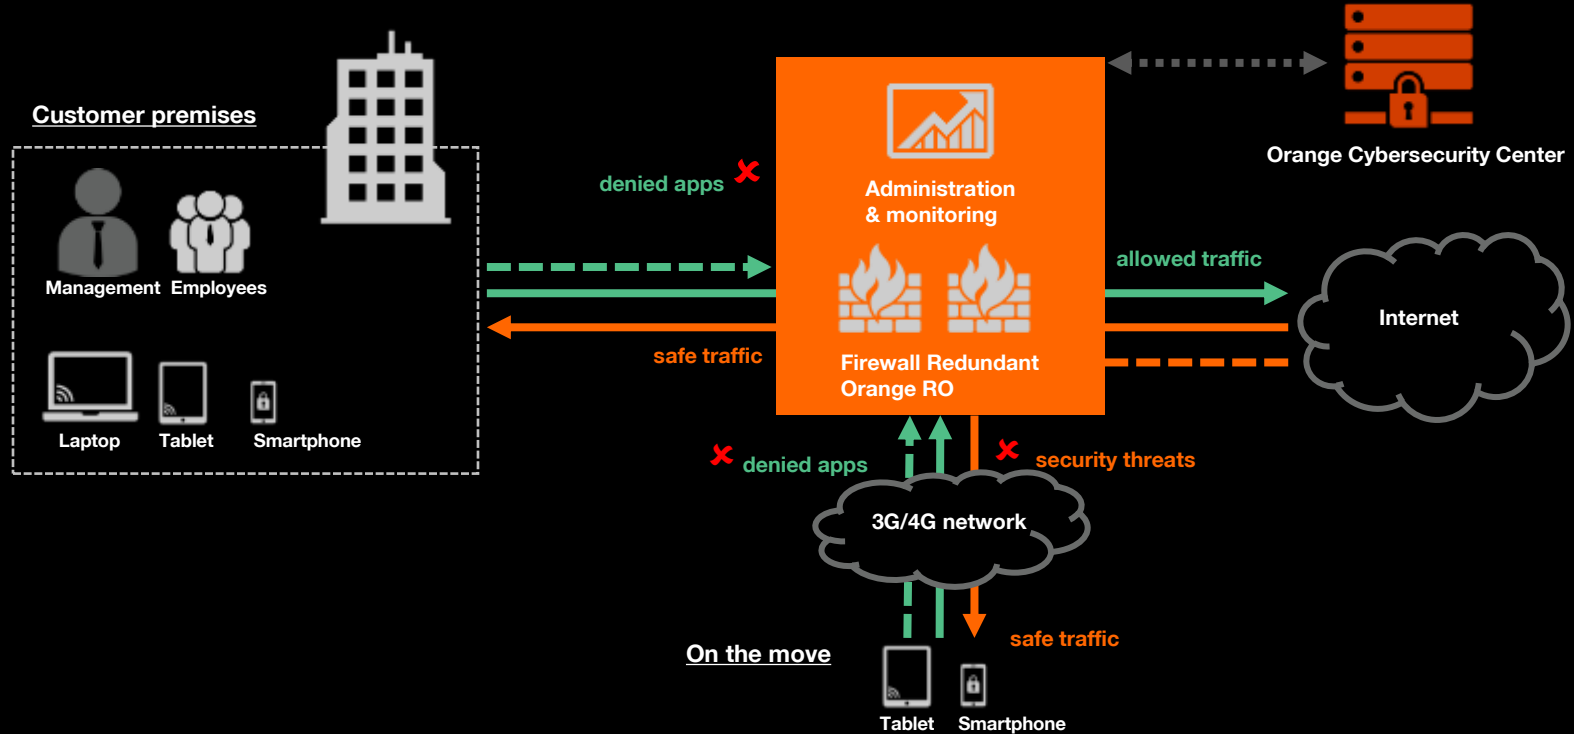 Customer premises
Management
Employees
Laptop
Tablet
Smartphone
denied apps
safe traffic
Administration
& monitoring
Firewall Redundant
Orange RO
Orange Cybersecurity Center
allowed traffic
Internet
denied apps
security threats
3G/4G network
safe traffic
On the move
Tablet
Smartphone